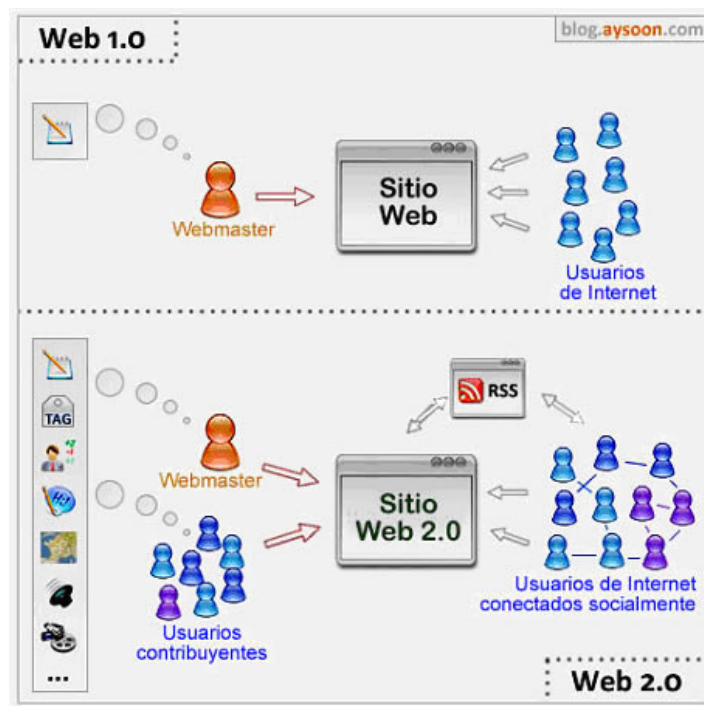 Web 1.0
blog.aysoon.com
Sitio
Web
Webmaster
Usuarios
de Internet
TAG
RSS
Webmaster
Sitio
Web 2.0
Usuarios
contribuyentes
Usuarios de Internet
conectados socialmente
...
Web 2.0